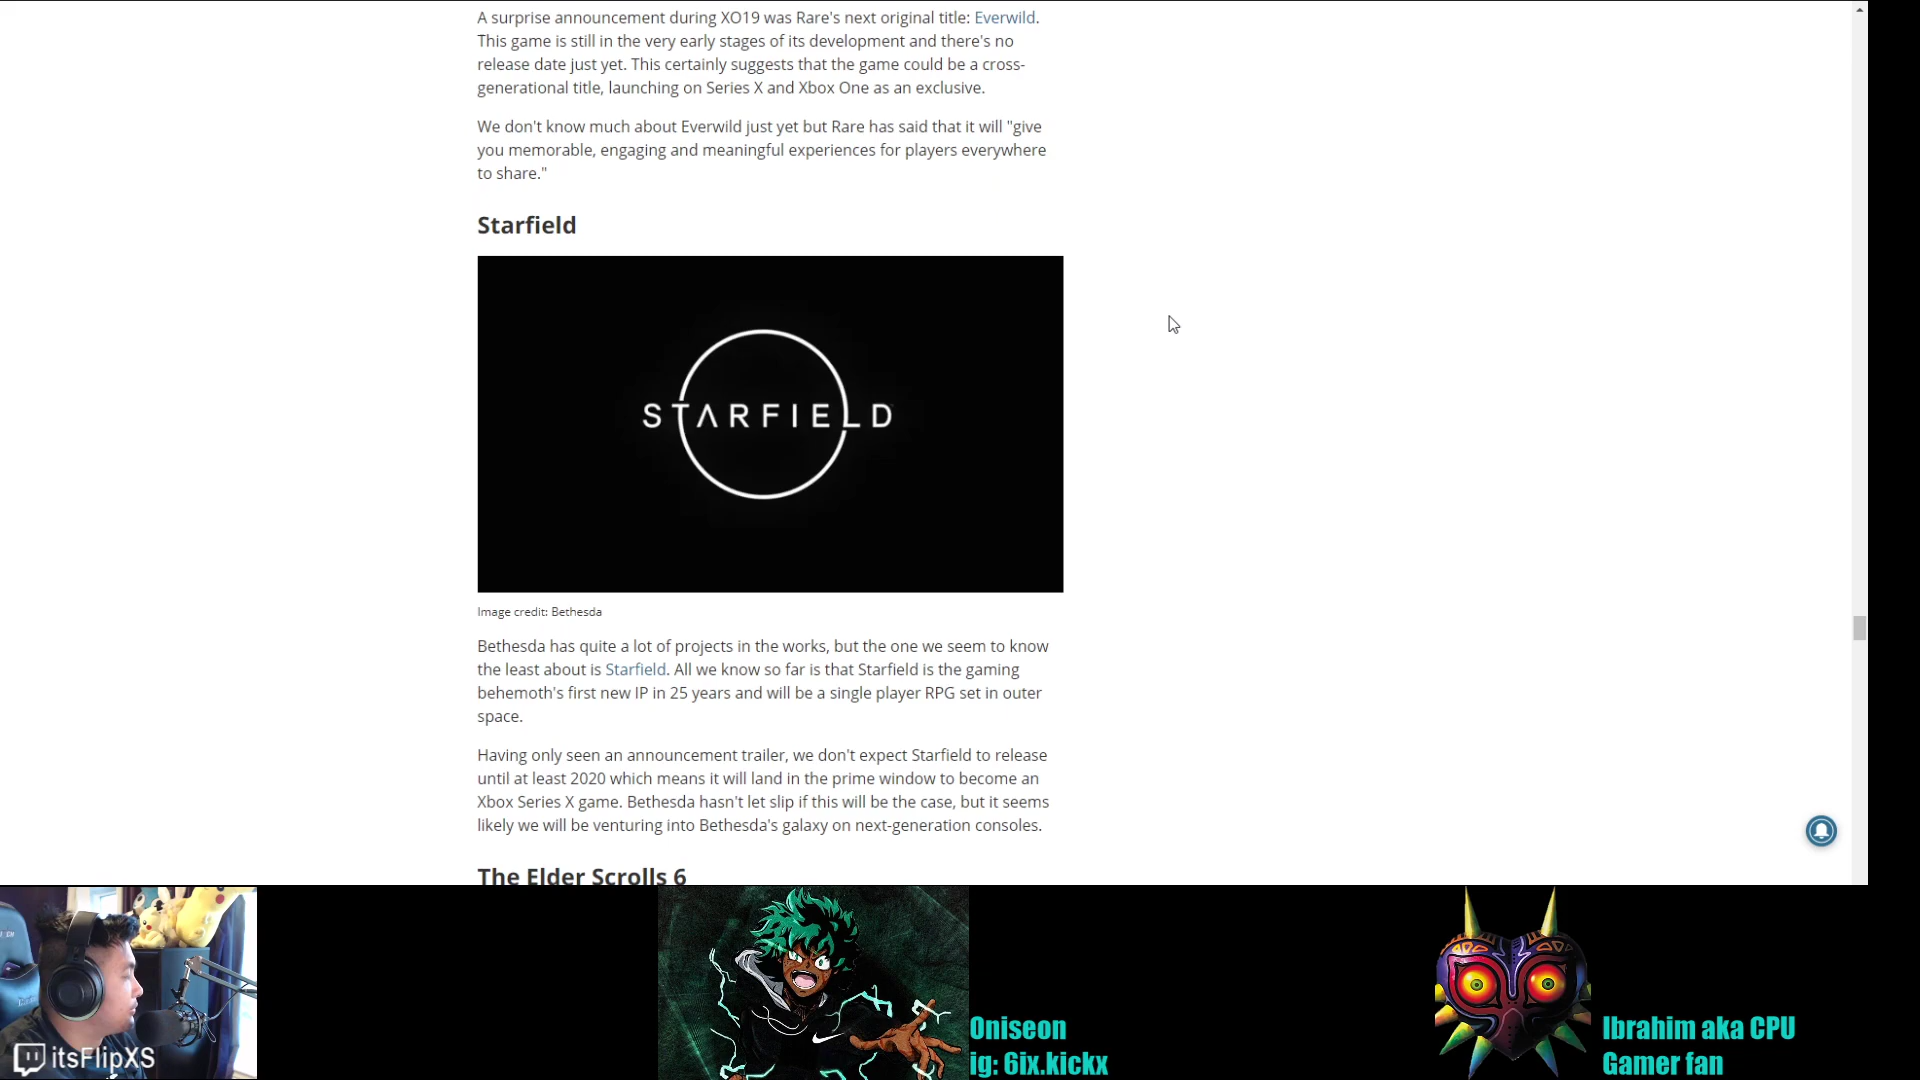 A surprise announcement during XO19 was Rare's next original title: Everwild.
This game is still in the very early stages of its development and there's no
release date just yet. This certainly suggests that the game could be a cross-
generational title, launching on Series X and Xbox One as an exclusive.
We don't know much about Everwild just yet but Rare has said that it will "give
you memorable, engaging and meaningful experiences for players everywhere
to share."
Starfield
STARFIELD
Image credit: Bethesda
Bethesda has quite a lot of projects in the works, but the one we seem to know
the least about is Starfield. All we know so far is that Starfield is the gaming
behemoth's first new IP in 25 years and will be a single player RPG set in outer
space.
Having only seen an announcement trailer, we don't expect Starfield to release
until at least 2020 which means it will land in the prime window to become an
Xbox Series X game. Bethesda hasn't let slip if this will be the case, but it seems
likely we will be venturing into Bethesda's galaxy on next-generation consoles.
The Elder Scrolls 6
itsFlipXS
Oniseon
ig: 6ix.kickx
Ibrahim aka CPU
Gamer fan